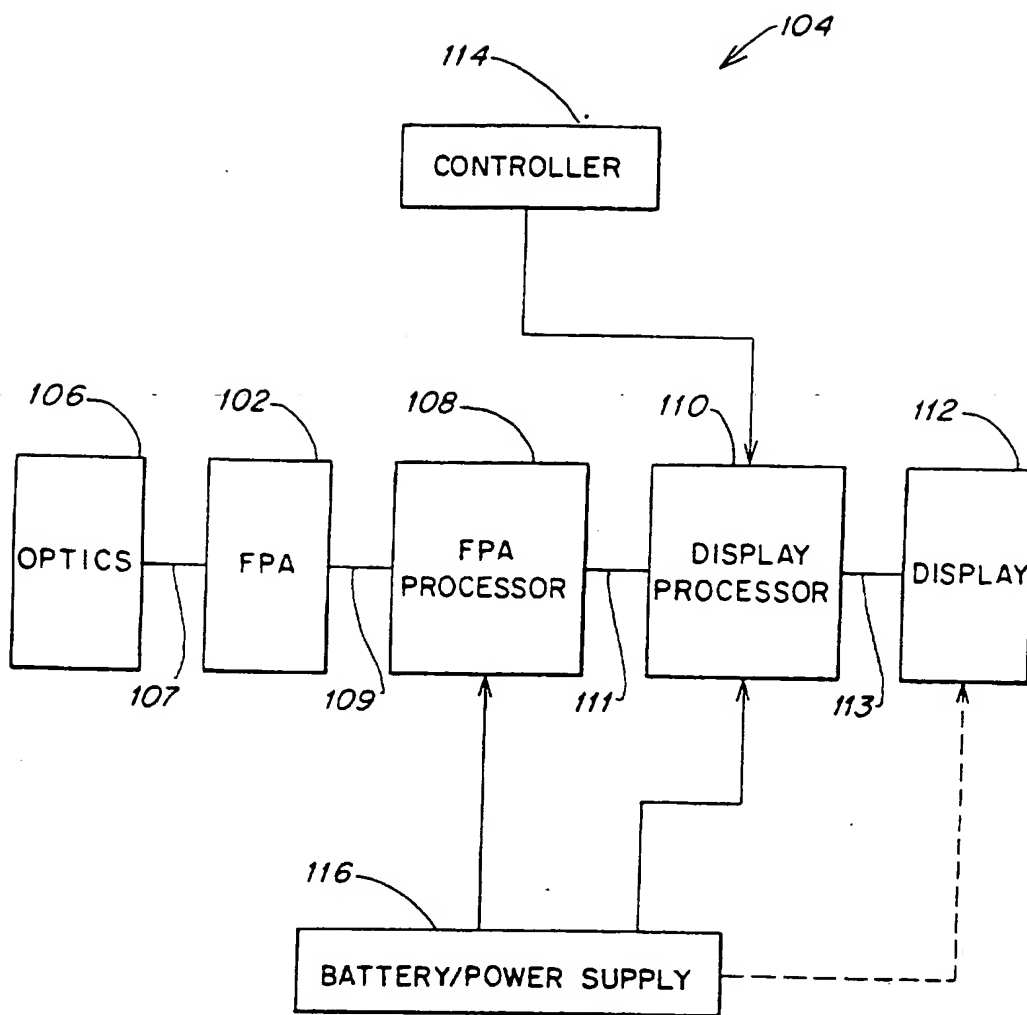 104
114
CONTROLLER
106
102
108
110
112
OPTICS
FPA
FPA
PROCESSOR
DISPLAY
PROCESSOR
DISPLAY
107
109
111
113
116
BATTERY/POWER SUPPLY